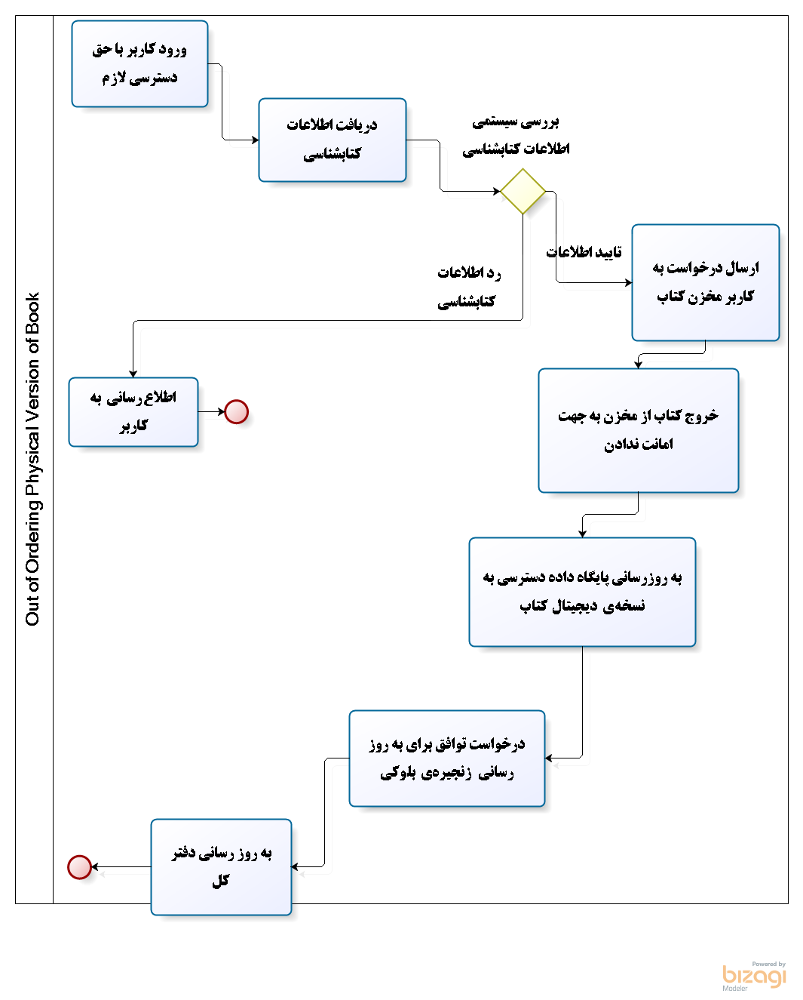 Out of Ordering Physical Version of Book
ورود کاربر با حق
دسترسی لازم
دریافت اطلاعات
کتابشناسی
بررسی سیستمی
اطلاعات کتابشناسی
تایید اطلاعات
رد اطلاعات
کتابشناسی
ارسال درخواست به
کاربر مخزن کتاب
اطلاع رسانی به
کاربر
خروج کتاب از مخزن به جهت
امانت ندادن
به روزرسانی پایگاه داده دسترسی به
نسخه‌ی دیجیتال کتاب
درخواست توافق برای به روز
رسانی زنجیره‌ی بلوکی
به روز رسانی دفتر
کل
Powered by
bizagi
Modeler